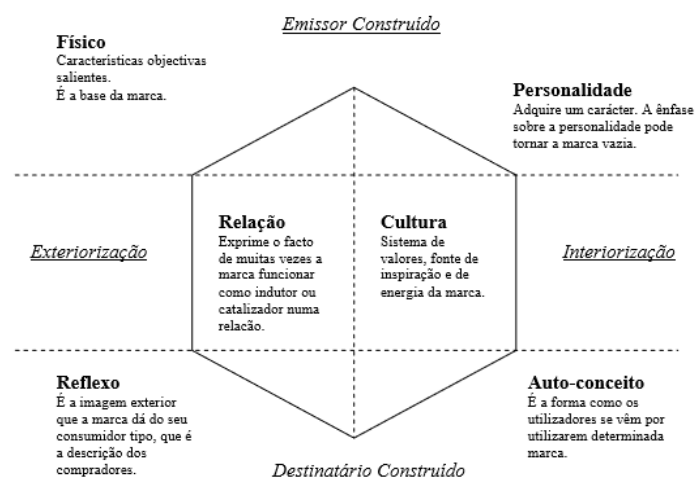 Emissor Construído
Físico
Características objectivas
salientes.
É a base da marca.
Personalidade
Adquire um carácter. A ênfase
sobre a personalidade pode
tornar a marca vazia.
Exteriorização
Relação
Exprime o facto
de muitas vezes a
marca funcionar
como indutor ou
catalizador numa
relacão.
Cultura
Sistema de
valores, fonte de
inspiração e de
energia da marca.
Interiorização
Reflexo
É a imagem exterior
que a marca dá do seu
consumidor tipo, que é
a descrição dos
compradores.
Auto-conceito
É a forma como os
utilizadores se vêm por
utilizarem determinada
marca.
Destinatário Construído